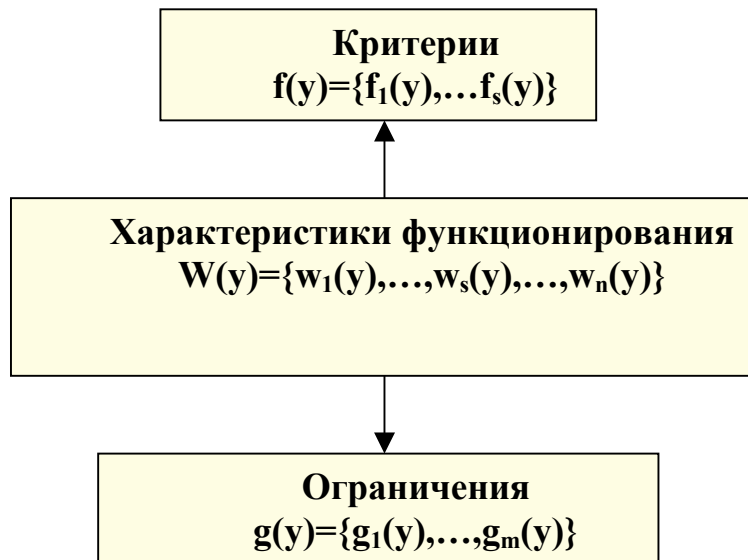 Критерии
f(y)={f₁(y),…fₛ(y)}
Характеристики функционирования
W(y)={w₁(y),…,wₛ(y),…,wₙ(y)}
Ограничения
g(y)={g₁(y),…,gₘ(y)}